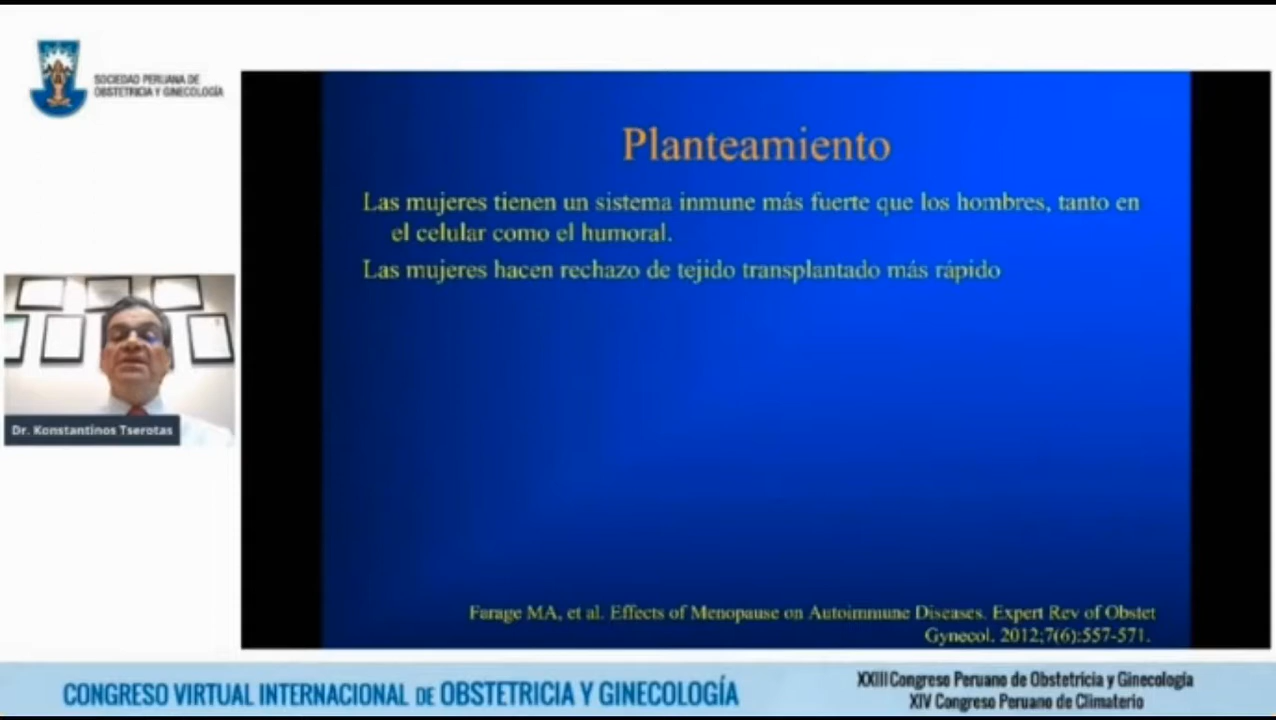 SOCIEDAD PERUANA DE
OBSTETRICIA Y GINECOLOGÍA
Planteamiento
Las mujeres tienen un sistema inmune más fuerte que los hombres, tanto en
el celular como el humoral.
Las mujeres hacen rechazo de tejido transplantado más rápido
Dr. Konstantinos Tserotas
Farage MA, et al. Effects of Menopause on Autoimmune Diseases. Expert Rev of Obstet
Gynecol. 2012;7(6):557-571.
CONGRESO VIRTUAL INTERNACIONAL DE OBSTETRICIA Y GINECOLOGÍA
XXIII Congreso Peruano de Obstetricia y Ginecología
XIV Congreso Peruano de Climaterio